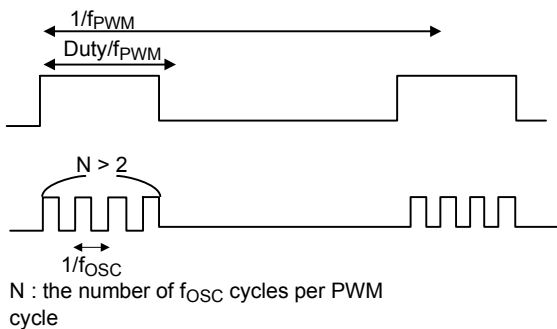 1/fPWM
Duty/fPWM
N > 2
1/fOSC
N : the number of fOSC cycles per PWM
cycle